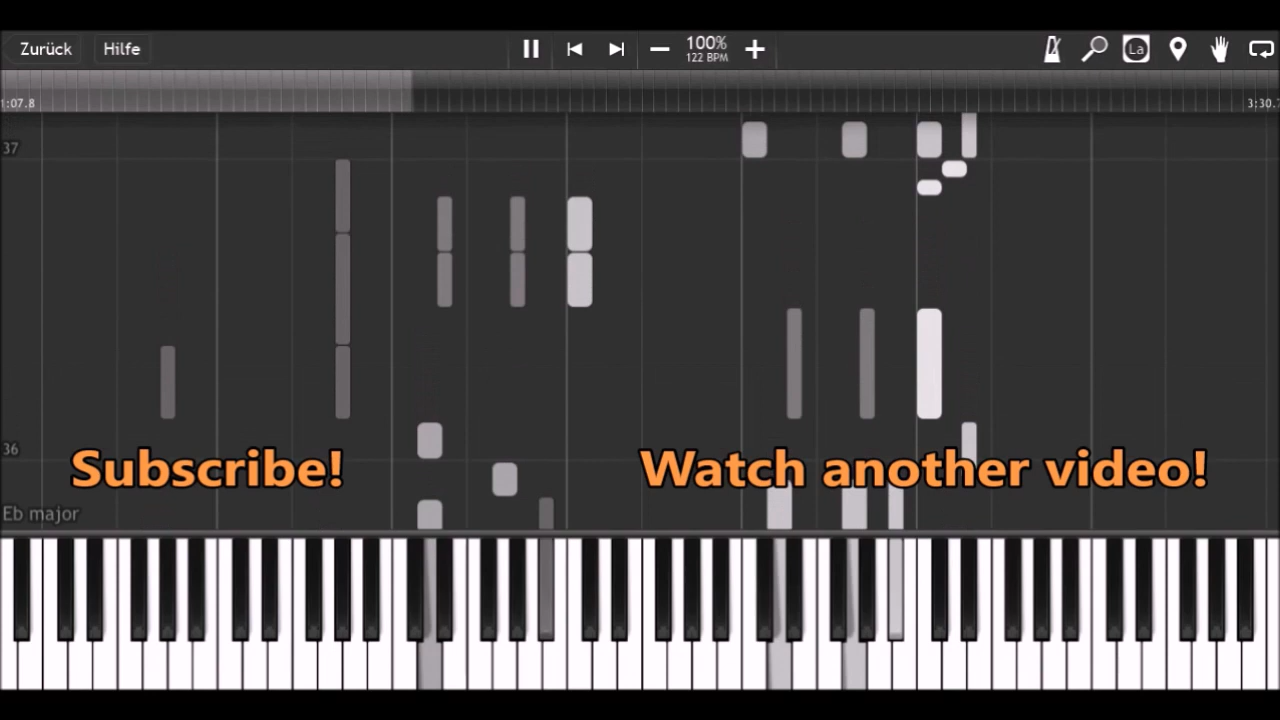 Zurück Hilfe 100% La
122 BPM
1:07.8 3:30.
37
36
Subscribe! Watch another video!
Eb major